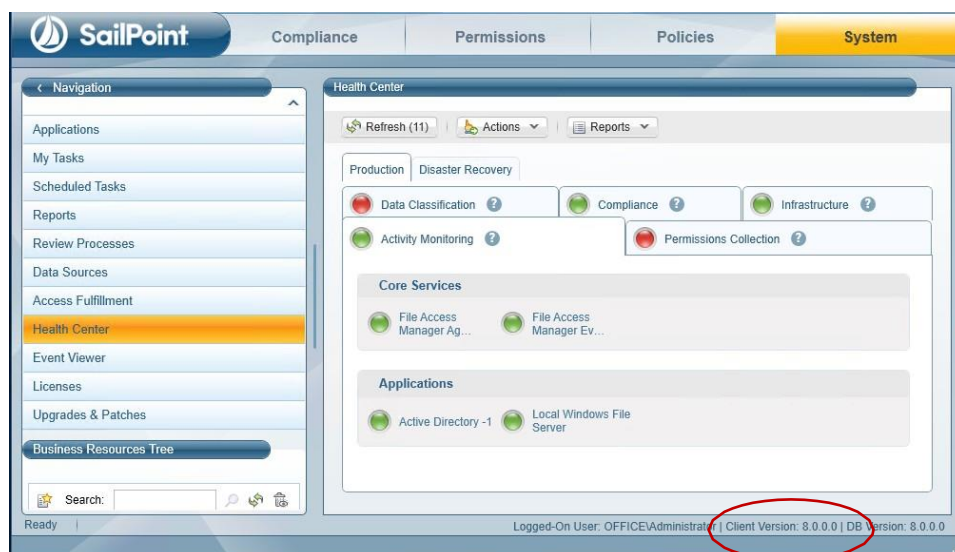 SailPoint
Compliance
Permissions
Policies
System
‹ Navigation
Applications
My Tasks
Scheduled Tasks
Reports
Review Processes
Data Sources
Access Fulfillment
Health Center
Event Viewer
Licenses
Upgrades & Patches
Business Resources Tree
Search:
Health Center
Refresh (11)
Actions
Reports
Production
Disaster Recovery
Data Classification ?
Compliance ?
Infrastructure ?
Activity Monitoring ?
Permissions Collection ?
Core Services
File Access
Manager Ag...
File Access
Manager Ev...
Applications
Active Directory -1
Local Windows File
Server
Ready
Logged-On User: OFFICE\Administrator | Client Version: 8.0.0.0 | DB Version: 8.0.0.0